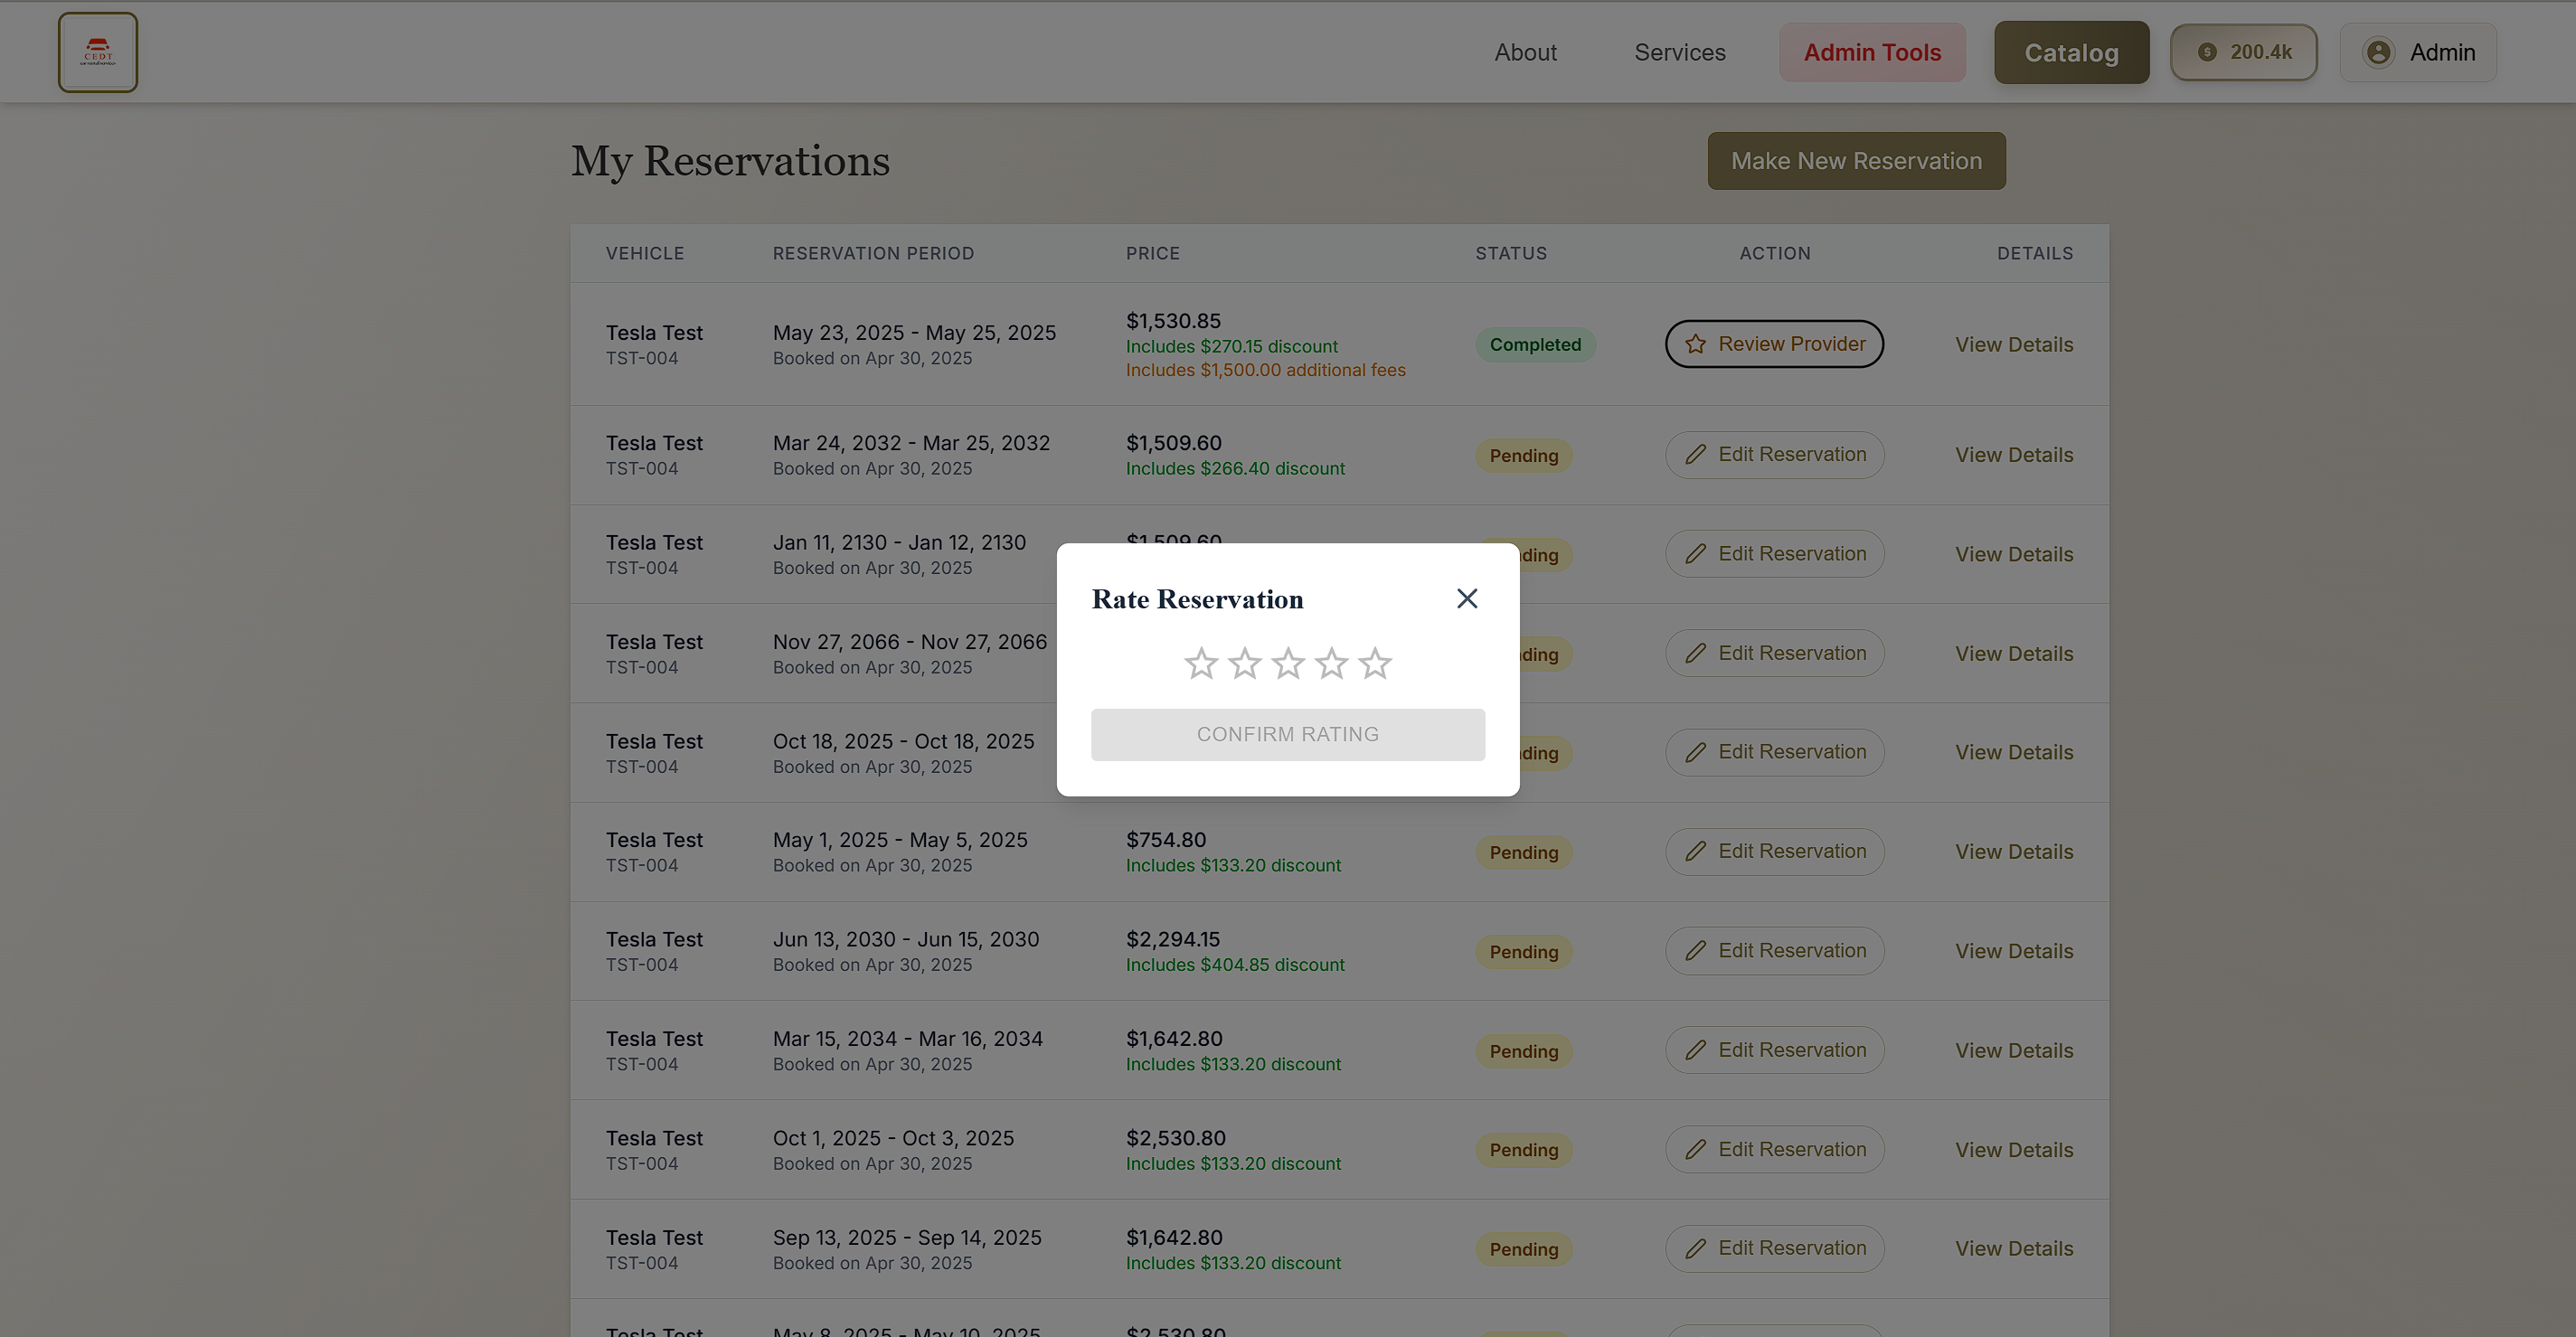 CEDT
About
Services
Admin Tools
Catalog
200.4k
Admin
My Reservations
Make New Reservation
VEHICLE RESERVATION PERIOD PRICE STATUS ACTION DETAILS
Tesla Test
TST-004
May 23, 2025 - May 25, 2025
Booked on Apr 30, 2025
$1,530.85
Includes $270.15 discount
Includes $1,500.00 additional fees
Completed
Review Provider
View Details
Tesla Test
TST-004
Mar 24, 2032 - Mar 25, 2032
Booked on Apr 30, 2025
$1,509.60
Includes $266.40 discount
Pending
Edit Reservation
View Details
Tesla Test
TST-004
Jan 11, 2130 - Jan 12, 2130
Booked on Apr 30, 2025
$1,509.60
nding
Edit Reservation
View Details
Rate Reservation
CONFIRM RATING
Tesla Test
TST-004
Nov 27, 2066 - Nov 27, 2066
Booked on Apr 30, 2025
nding
Edit Reservation
View Details
Tesla Test
TST-004
Oct 18, 2025 - Oct 18, 2025
Booked on Apr 30, 2025
nding
Edit Reservation
View Details
Tesla Test
TST-004
May 1, 2025 - May 5, 2025
Booked on Apr 30, 2025
$754.80
Includes $133.20 discount
Pending
Edit Reservation
View Details
Tesla Test
TST-004
Jun 13, 2030 - Jun 15, 2030
Booked on Apr 30, 2025
$2,294.15
Includes $404.85 discount
Pending
Edit Reservation
View Details
Tesla Test
TST-004
Mar 15, 2034 - Mar 16, 2034
Booked on Apr 30, 2025
$1,642.80
Includes $133.20 discount
Pending
Edit Reservation
View Details
Tesla Test
TST-004
Oct 1, 2025 - Oct 3, 2025
Booked on Apr 30, 2025
$2,530.80
Includes $133.20 discount
Pending
Edit Reservation
View Details
Tesla Test
TST-004
Sep 13, 2025 - Sep 14, 2025
Booked on Apr 30, 2025
$1,642.80
Includes $133.20 discount
Pending
Edit Reservation
View Details
Tesla Test
May 8, 2025 - May 10, 2025
$2,530.80